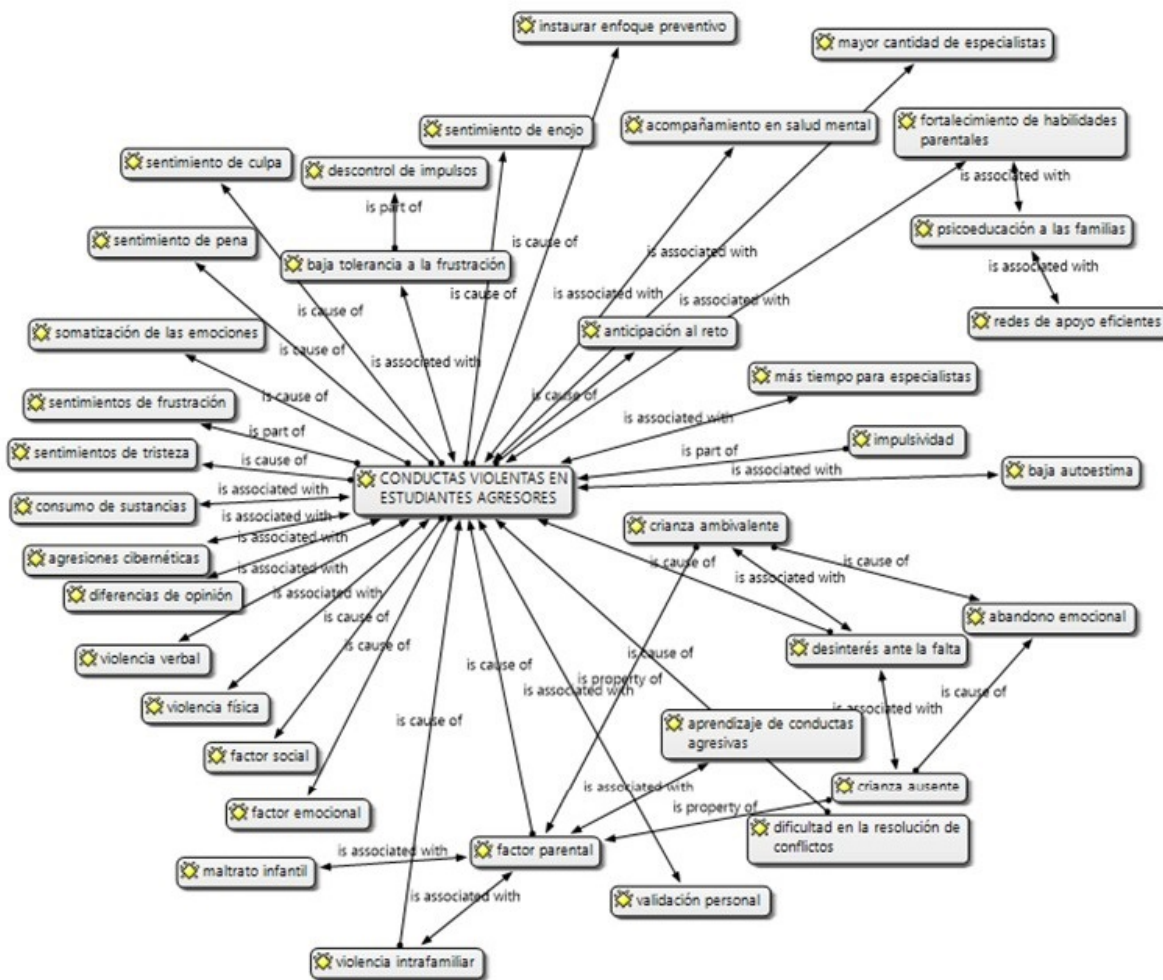 instaurar enfoque preventivo
mayor cantidad de especialistas
sentimiento de enojo
acompañamiento en salud mental
fortalecimiento de habilidades
parentales
sentimiento de culpa
descontrol de impulsos
is associated with
is part of
sentimiento de pena
psicoeducación a las familias
is cause of
baja tolerancia a la frustración
is associated with
is associated with
is cause of
is associated with
is associated with
is cause of
redes de apoyo eficientes
somatización de las emociones
anticipación al reto
is cause of
is associated with
más tiempo para especialistas
is cause of
is cause of
sentimientos de frustración
is associated with
is part of
impulsividad
is part of
sentimientos de tristeza
is cause of
CONDUCTAS VIOLENTAS EN
ESTUDIANTES AGRESORES
is associated with
baja autoestima
is associated with
consumo de sustancias
is associated with
crianza ambivalente
is associated with
agresiones cibernéticas
is associated with
is cause of
is associated with
is cause of
diferencias de opinión
is associated with
is cause of
abandono emocional
is cause of
desinterés ante la falta
violencia verbal
is cause of
is cause of
is associated with
is property of
is cause of
violencia física
is associated with
is cause of
aprendizaje de conductas
agresivas
factor social
is associated with
crianza ausente
is property of
factor emocional
dificultad en la resolución de
conflictos
is associated with
factor parental
maltrato infantil
is associated with
validación personal
violencia intrafamiliar